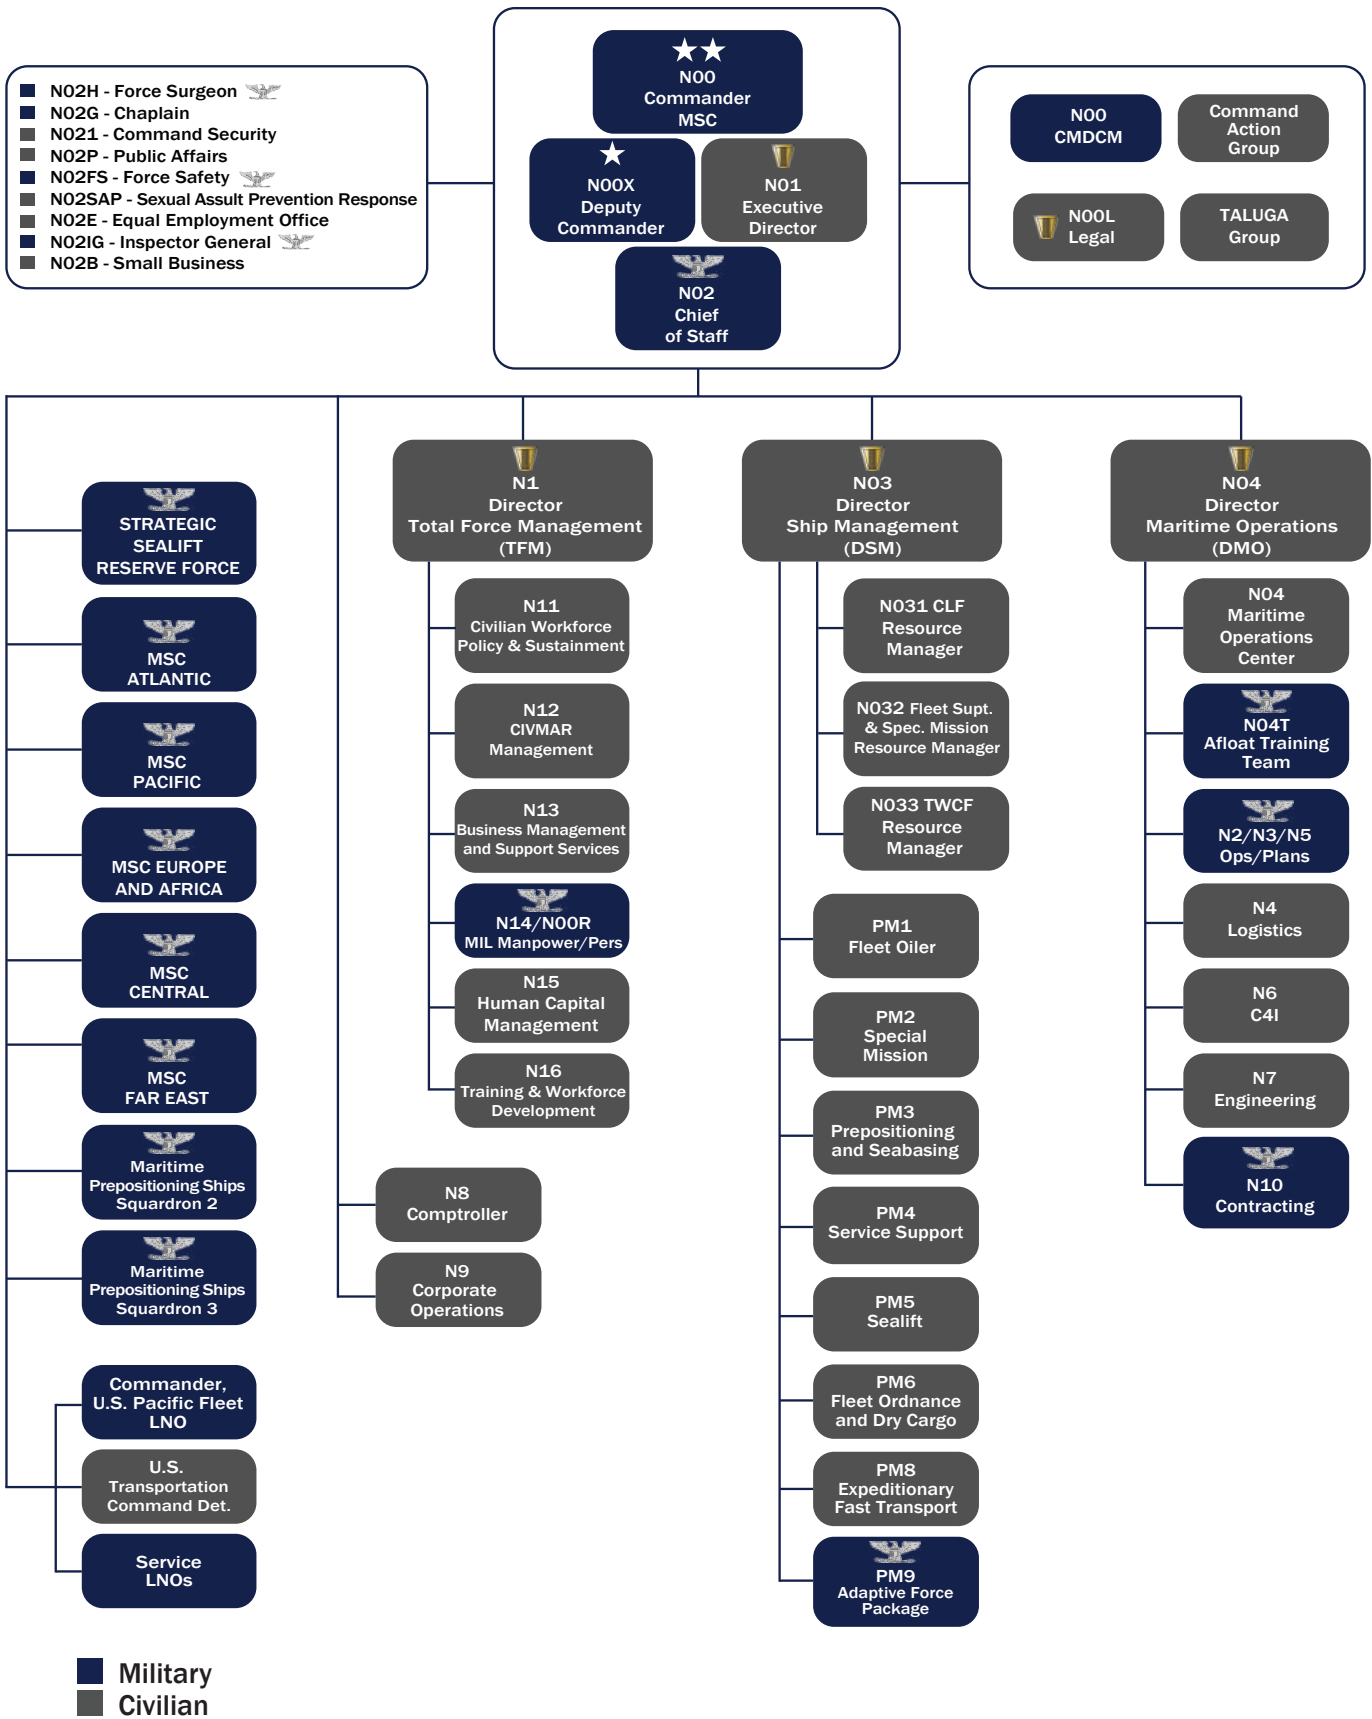 N00
Commander
MSC
N00X
Deputy
Commander
N01
Executive
Director
N02
Chief
of Staff
N02H - Force Surgeon
N02G - Chaplain
N021 - Command Security
N02P - Public Affairs
N02FS - Force Safety
N02SAP - Sexual Assult Prevention Response
N02E - Equal Employment Office
N02IG - Inspector General
N02B - Small Business
N00
CMDCM
Command
Action
Group
N00L
Legal
TALUGA
Group
STRATEGIC
SEALIFT
RESERVE FORCE
MSC
ATLANTIC
MSC
PACIFIC
MSC EUROPE
AND AFRICA
MSC
CENTRAL
MSC
FAR EAST
Maritime
Prepositioning Ships
Squardron 2
Maritime
Prepositioning Ships
Squardron 3
Commander,
U.S. Pacific Fleet
LNO
U.S.
Transportation
Command Det.
Service
LNOs
N1
Director
Total Force Management
(TFM)
N11
Civilian Workforce
Policy & Sustainment
N12
CIVMAR
Management
N13
Business Management
and Support Services
N14/N00R
MIL Manpower/Pers
N15
Human Capital
Management
N16
Training & Workforce
Development
N8
Comptroller
N9
Corporate
Operations
N03
Director
Ship Management
(DSM)
N031 CLF
Resource
Manager
N032 Fleet Supt.
& Spec. Mission
Resource Manager
N033 TWCF
Resource
Manager
PM1
Fleet Oiler
PM2
Special
Mission
PM3
Prepositioning
and Seabasing
PM4
Service Support
PM5
Sealift
PM6
Fleet Ordnance
and Dry Cargo
PM8
Expeditionary
Fast Transport
PM9
Adaptive Force
Package
N04
Director
Maritime Operations
(DMO)
N04
Maritime
Operations
Center
N04T
Afloat Training
Team
N2/N3/N5
Ops/Plans
N4
Logistics
N6
C4I
N7
Engineering
N10
Contracting
Military
Civilian